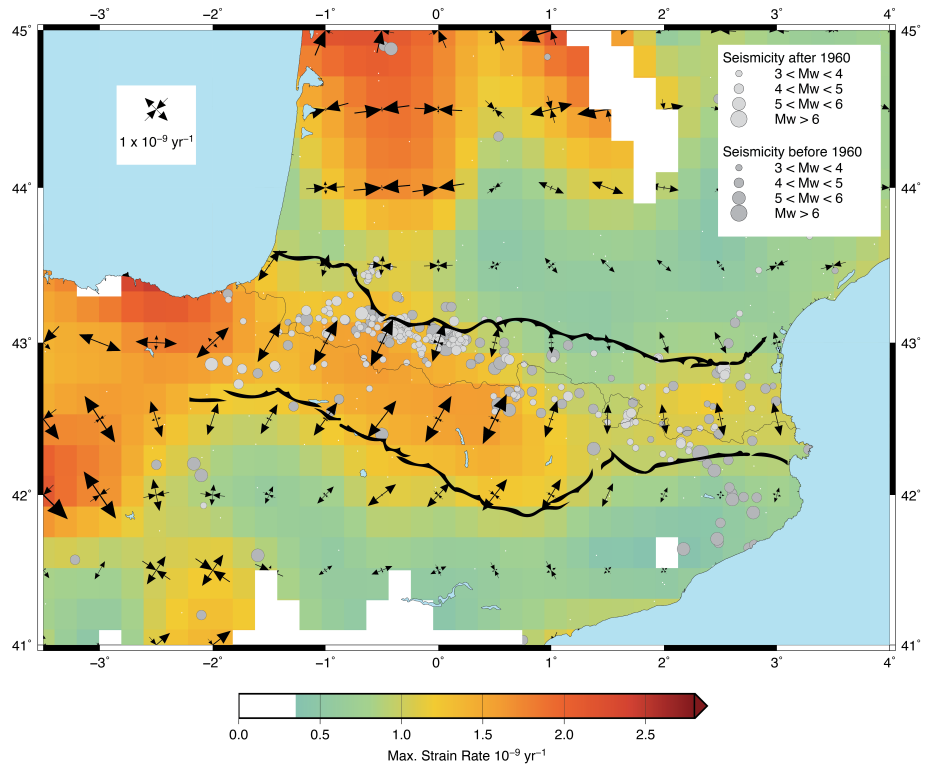 −3° −2° −1° 0° 1° 2° 3° 4°
45° 45°
Seismicity after 1960
3 < Mw < 4
4 < Mw < 5
5 < Mw < 6
Mw > 6
1 x 10⁻⁹ yr⁻¹
Seismicity before 1960
3 < Mw < 4
4 < Mw < 5
5 < Mw < 6
Mw > 6
44° 44°
43° 43°
42° 42°
41° 41°
−3° −2° −1° 0° 1° 2° 3° 4°
0.0 0.5 1.0 1.5 2.0 2.5
Max. Strain Rate 10⁻⁹ yr⁻¹